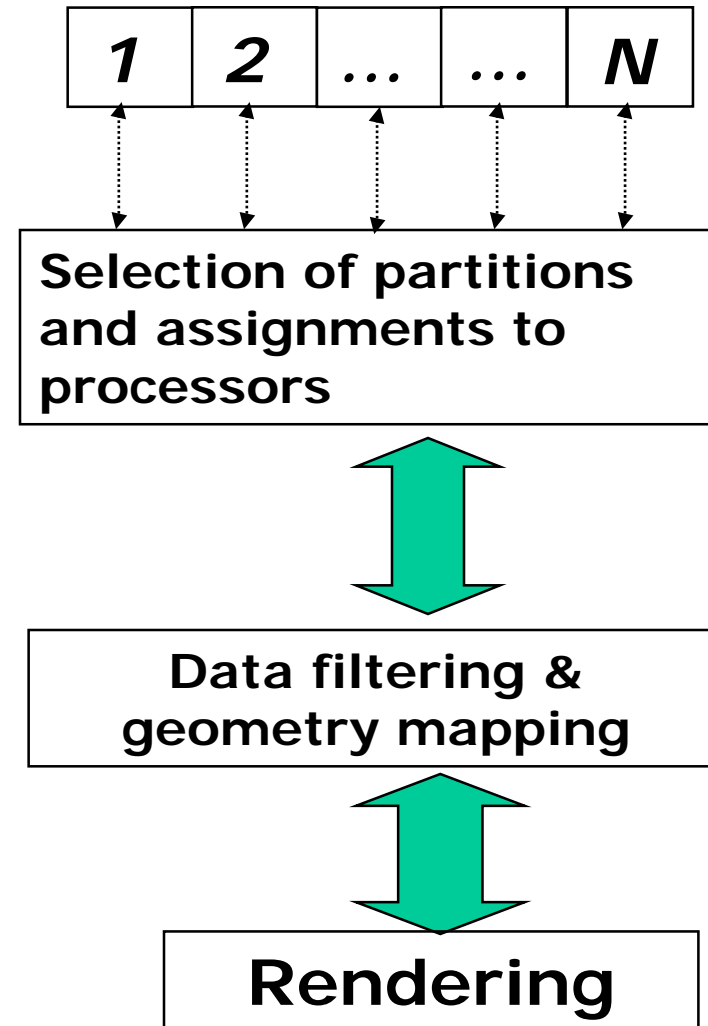 1 2 ... ... N
Selection of partitions
and assignments to
processors
Data filtering &
geometry mapping
Rendering